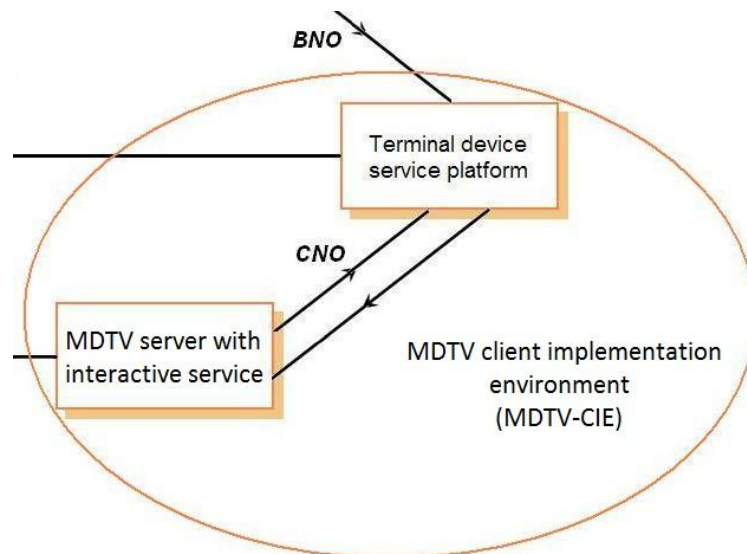 BNO
Terminal device
service platform
CNO
MDTV server with
interactive service
MDTV client implementation
environment
(MDTV-CIE)